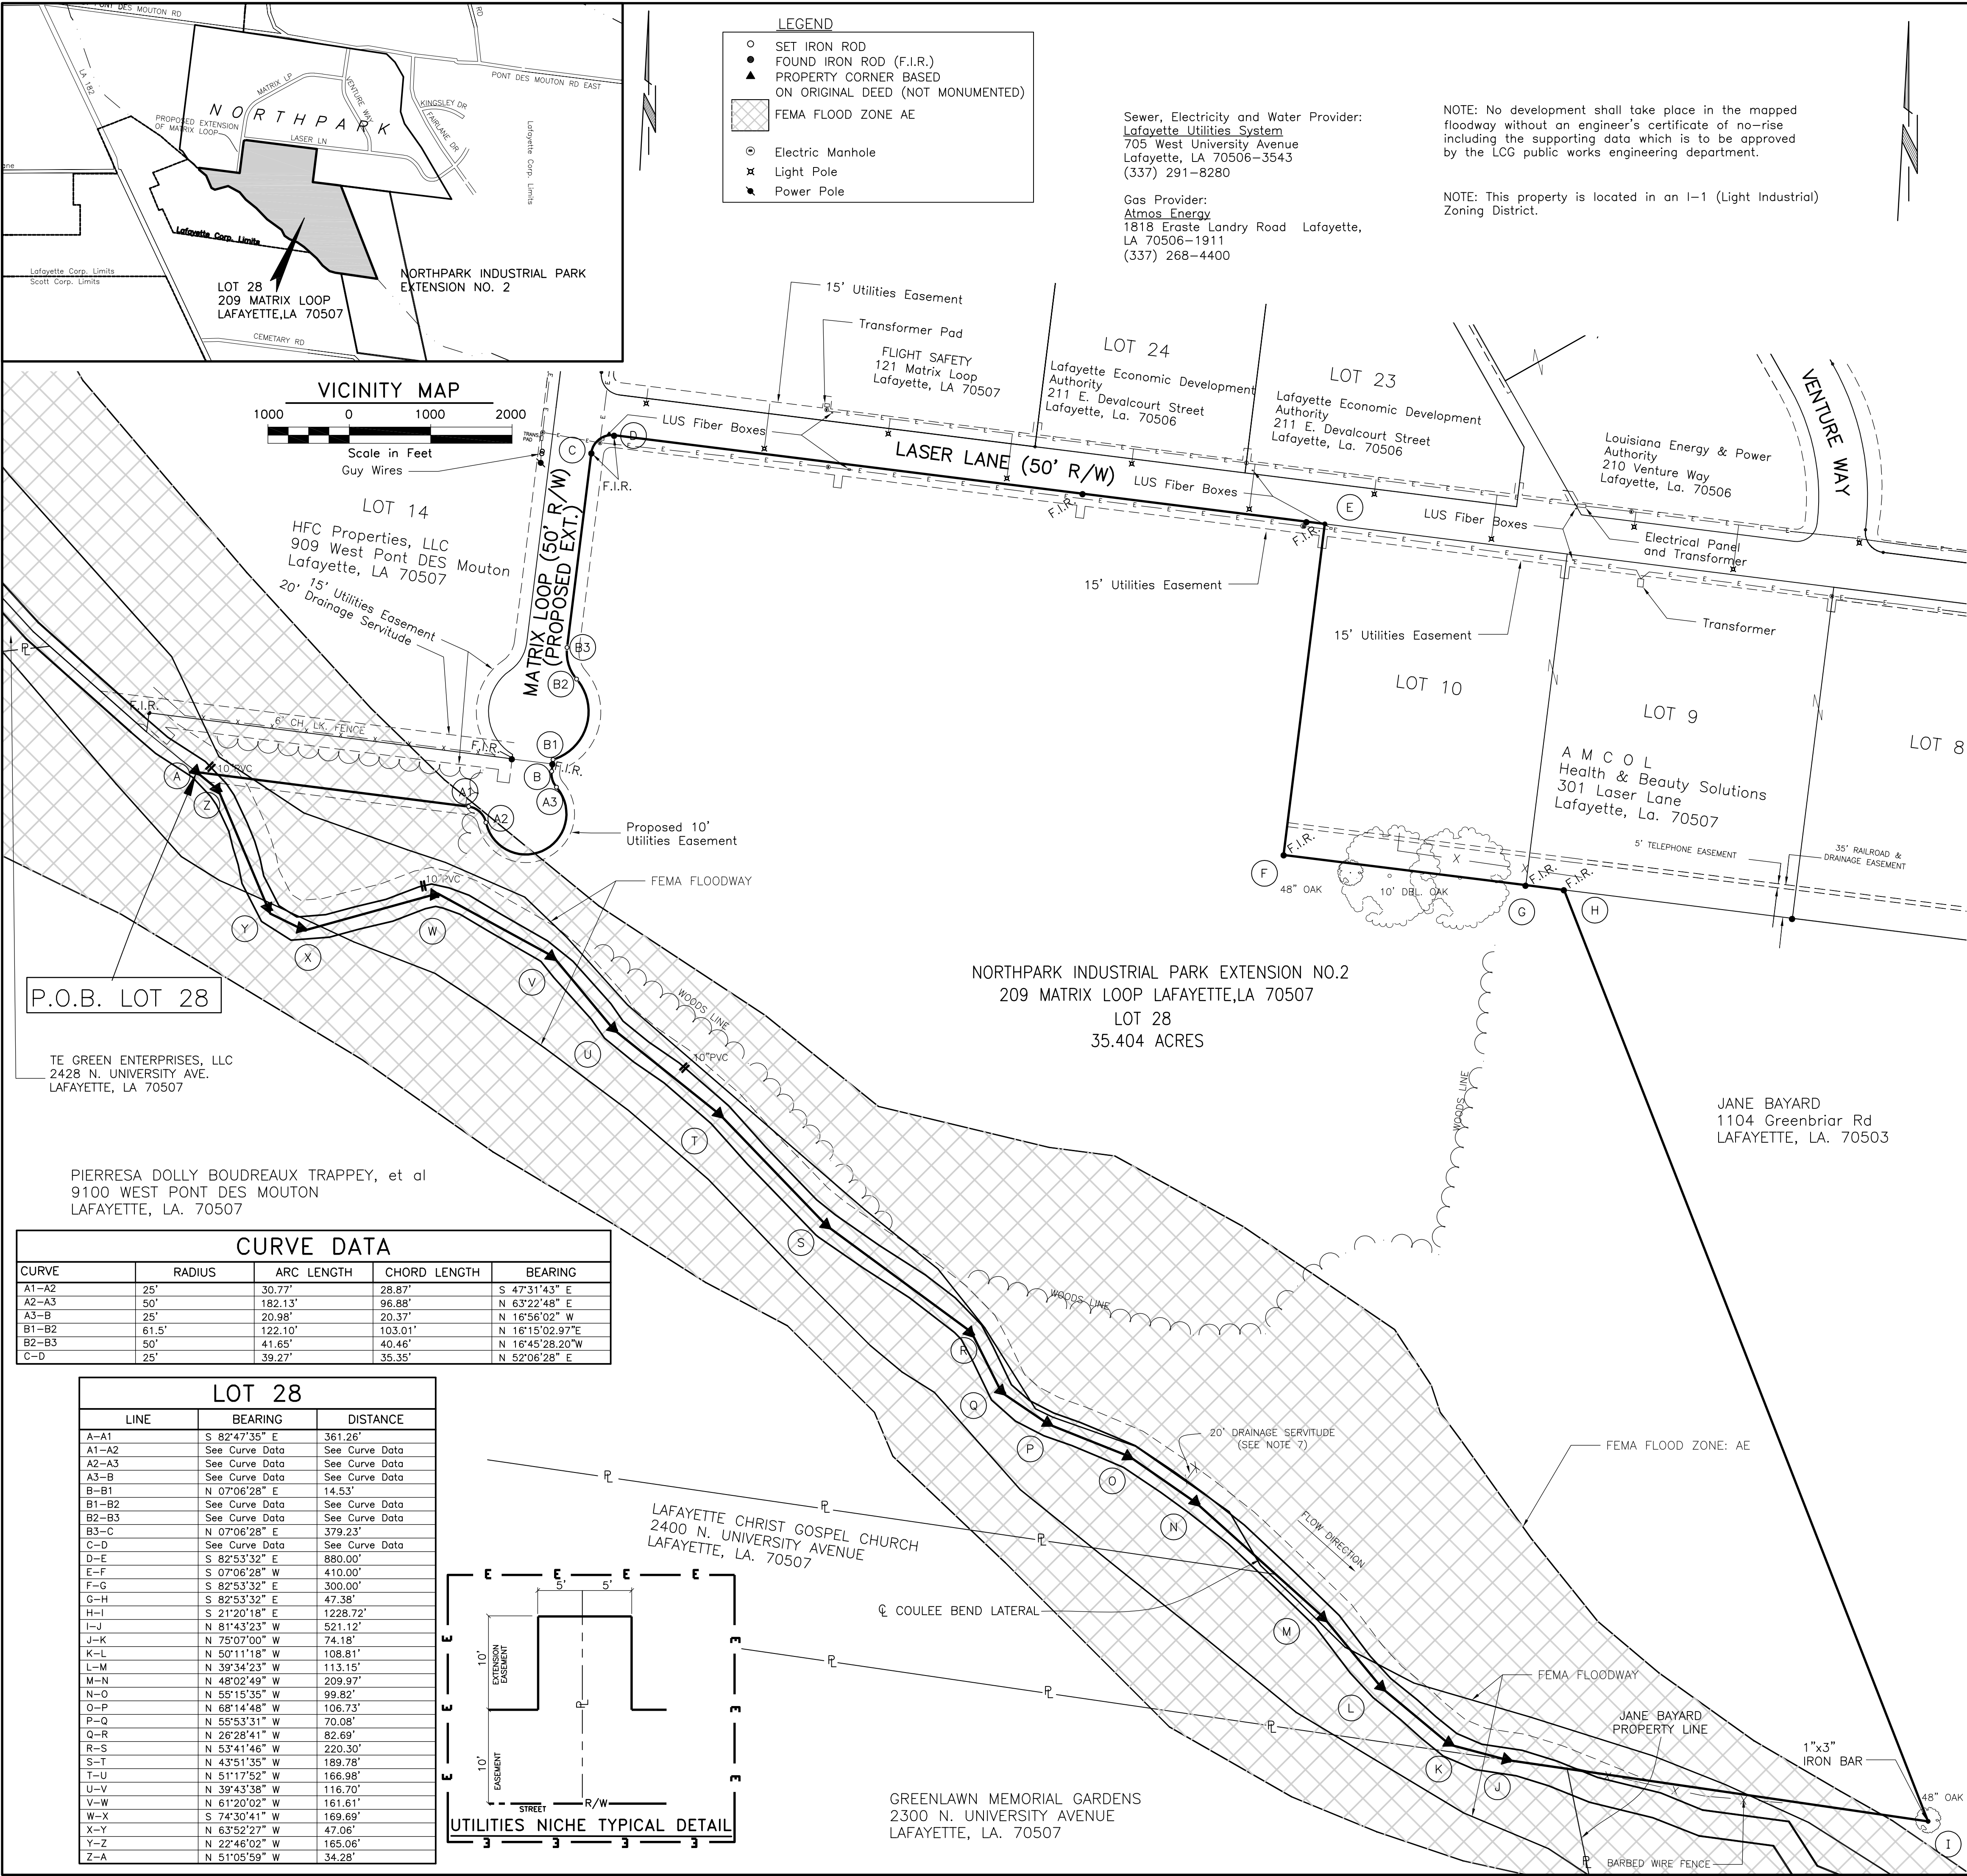 PONT DES MOUTON RD
RD
LA 182
MATRIX LP
VENTURE WAY
PONT DES MOUTON RD EAST
KINGSLEY DR
FAIRLANE DR
NORTHPARK
PROPOSED EXTENSION
OF MATRIX LOOP
LASER LN
Lafayette Corp. Limits
Lafayette Corp. Limits
Lafayette Corp. Limits
Scott Corp. Limits
LOT 28
209 MATRIX LOOP
LAFAYETTE,LA 70507
NORTHPARK INDUSTRIAL PARK
EXTENSION NO. 2
CEMETARY RD
VICINITY MAP
1000 0 1000 2000
Scale in Feet
LEGEND
SET IRON ROD
FOUND IRON ROD (F.I.R.)
PROPERTY CORNER BASED
ON ORIGINAL DEED (NOT MONUMENTED)
FEMA FLOOD ZONE AE
Electric Manhole
Light Pole
Power Pole
Sewer, Electricity and Water Provider:
Lafayette Utilities System
705 West University Avenue
Lafayette, LA 70506-3543
(337) 291-8280
Gas Provider:
Atmos Energy
1818 Eraste Landry Road Lafayette,
LA 70506-1911
(337) 268-4400
NOTE: No development shall take place in the mapped
floodway without an engineer's certificate of no-rise
including the supporting data which is to be approved
by the LCG public works engineering department.
NOTE: This property is located in an I-1 (Light Industrial)
Zoning District.
15' Utilities Easement
Transformer Pad
FLIGHT SAFETY
121 Matrix Loop
Lafayette, LA 70507
LOT 24
Lafayette Economic Development
Authority
211 E. Devalcourt Street
Lafayette, La. 70506
LOT 23
Lafayette Economic Development
Authority
211 E. Devalcourt Street
Lafayette, La. 70506
Louisiana Energy & Power
Authority
210 Venture Way
Lafayette, La. 70506
VENTURE WAY
TRANS.
PAD
Guy Wires
C
D
F.I.R.
LUS Fiber Boxes
LASER LANE (50' R/W)
LUS Fiber Boxes
F.I.R.
F.I.R.
E
LUS Fiber Boxes
Electrical Panel
and Transformer
Transformer
15' Utilities Easement
15' Utilities Easement
LOT 14
HFC Properties, LLC
909 West Pont DES Mouton
Lafayette, LA 70507
15' Utilities Easement
20' Drainage Servitude
MATRIX LOOP (50' R/W)
(PROPOSED EXT.)
B3
B2
B1
B
A3
A1
A2
F.I.R.
F.I.R.
F.I.R.
6' CH. LK. FENCE
10"PVC
A
Z
Proposed 10'
Utilities Easement
LOT 10
LOT 9
LOT 8
A M C O L
Health & Beauty Solutions
301 Laser Lane
Lafayette, La. 70507
5' TELEPHONE EASEMENT
35' RAILROAD &
DRAINAGE EASEMENT
F.I.R.
F
48" OAK
10' DBL. OAK
F.I.R.
F.I.R.
G
H
Y
X
W
10"PVC
V
U
FEMA FLOODWAY
WOODS LINE
10"PVC
P.O.B. LOT 28
TE GREEN ENTERPRISES, LLC
2428 N. UNIVERSITY AVE.
LAFAYETTE, LA 70507
NORTHPARK INDUSTRIAL PARK EXTENSION NO.2
209 MATRIX LOOP LAFAYETTE,LA 70507
LOT 28
35.404 ACRES
WOODS LINE
JANE BAYARD
1104 Greenbriar Rd
LAFAYETTE, LA. 70503
PIERRESA DOLLY BOUDREAUX TRAPPEY, et al
9100 WEST PONT DES MOUTON
LAFAYETTE, LA. 70507
T
S
R
Q
P
O
N
M
L
K
J
I
WOODS LINE
CURVE DATA
CURVE RADIUS ARC LENGTH CHORD LENGTH BEARING
A1-A2 25' 30.77' 28.87' S 47°31'43" E
A2-A3 50' 182.13' 96.88' N 63°22'48" E
A3-B 25' 20.98' 20.37' N 16°56'02" W
B1-B2 61.5' 122.10' 103.01' N 16°15'02.97"E
B2-B3 50' 41.65' 40.46' N 16°45'28.20"W
C-D 25' 39.27' 35.35' N 52°06'28" E
LOT 28
LINE BEARING DISTANCE
A-A1 S 82°47'35" E 361.26'
A1-A2 See Curve Data See Curve Data
A2-A3 See Curve Data See Curve Data
A3-B See Curve Data See Curve Data
B-B1 N 07°06'28" E 14.53'
B1-B2 See Curve Data See Curve Data
B2-B3 See Curve Data See Curve Data
B3-C N 07°06'28" E 379.23'
C-D See Curve Data See Curve Data
D-E S 82°53'32" E 880.00'
E-F S 07°06'28" W 410.00'
F-G S 82°53'32" E 300.00'
G-H S 82°53'32" E 47.38'
H-I S 21°20'18" E 1228.72'
I-J N 81°43'23" W 521.12'
J-K N 75°07'00" W 74.18'
K-L N 50°11'18" W 108.81'
L-M N 39°34'23" W 113.15'
M-N N 48°02'49" W 209.97'
N-O N 55°15'35" W 99.82'
O-P N 68°14'48" W 106.73'
P-Q N 55°53'31" W 70.08'
Q-R N 26°28'41" W 82.69'
R-S N 53°41'46" W 220.30'
S-T N 43°51'35" W 189.78'
T-U N 51°17'52" W 166.98'
U-V N 39°43'38" W 116.70'
V-W N 61°20'02" W 161.61'
W-X S 74°30'41" W 169.69'
X-Y N 63°52'27" W 47.06'
Y-Z N 22°46'02" W 165.06'
Z-A N 51°05'59" W 34.28'
E E E E
5' 5'
10'
EXTENSION
EASEMENT
10'
EASEMENT
STREET R/W
UTILITIES NICHE TYPICAL DETAIL
LAFAYETTE CHRIST GOSPEL CHURCH
2400 N. UNIVERSITY AVENUE
LAFAYETTE, LA. 70507
20' DRAINAGE SERVITUDE
(SEE NOTE 7)
FLOW DIRECTION
FEMA FLOOD ZONE: AE
COULEE BEND LATERAL
FEMA FLOODWAY
JANE BAYARD
PROPERTY LINE
1"x3"
IRON BAR
48" OAK
BARBED WIRE FENCE
GREENLAWN MEMORIAL GARDENS
2300 N. UNIVERSITY AVENUE
LAFAYETTE, LA. 70507